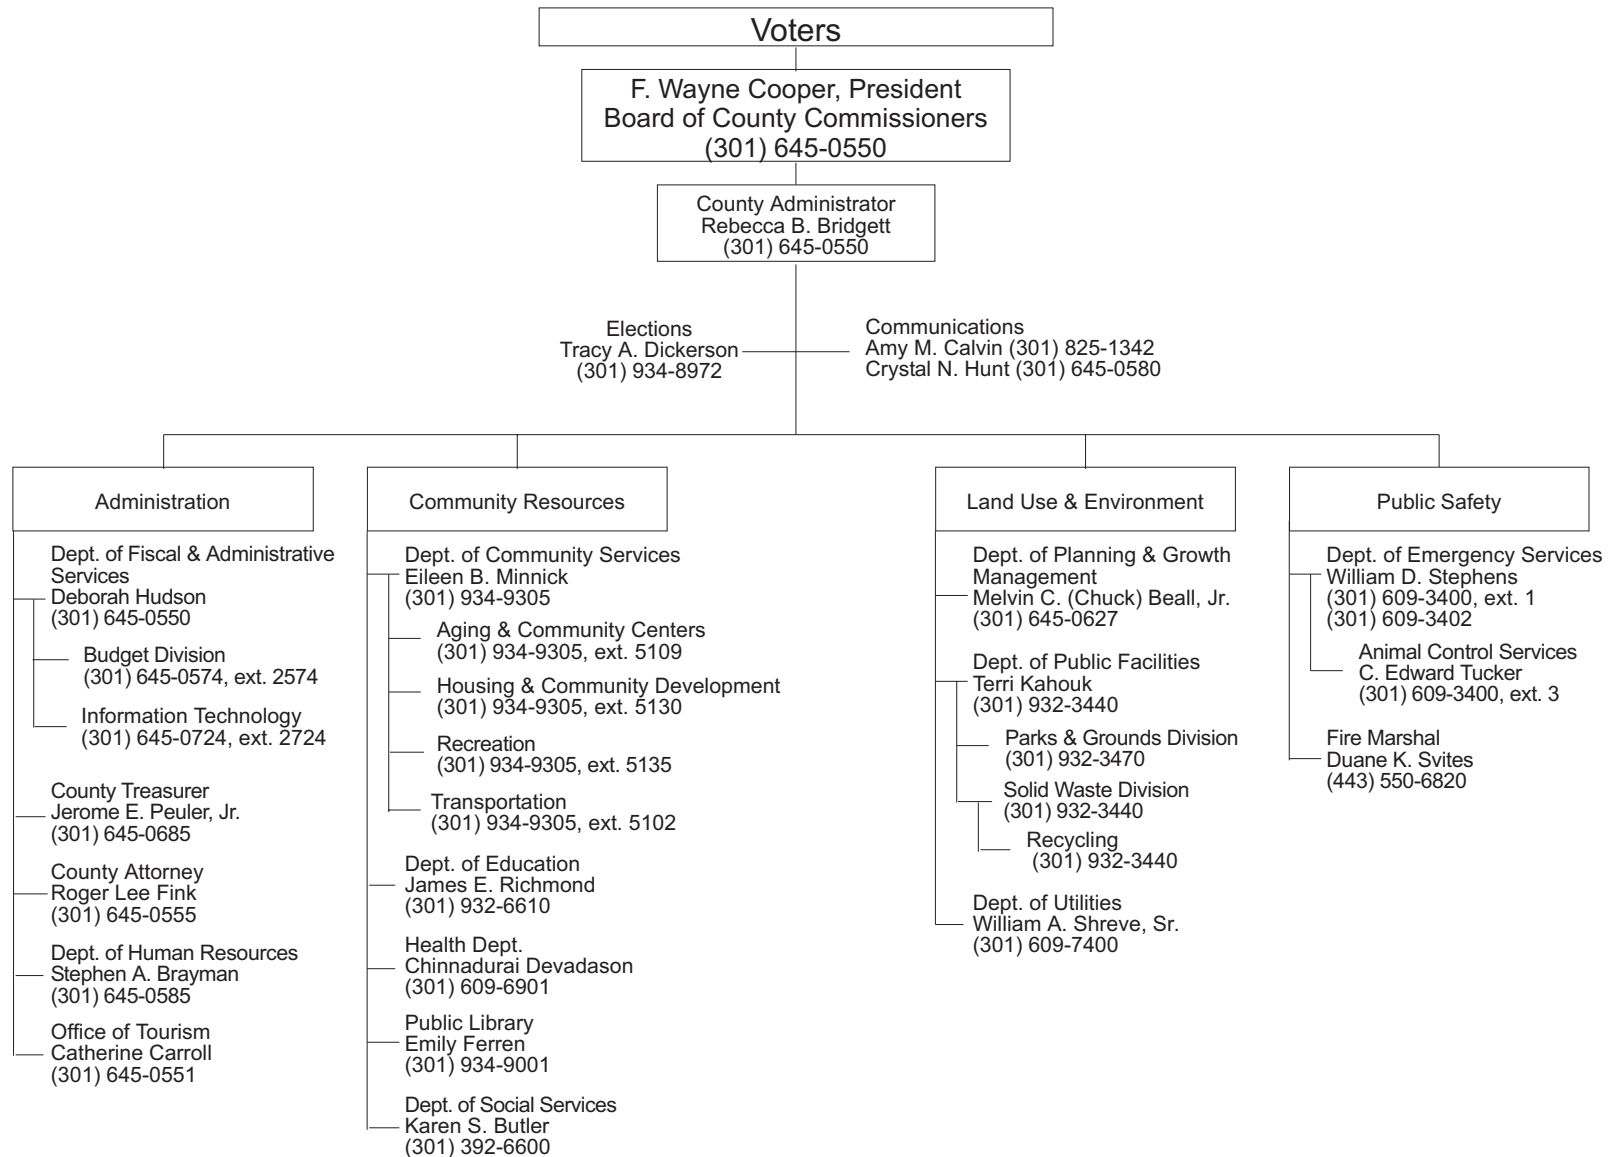 Voters
F. Wayne Cooper, President
Board of County Commissioners
(301) 645-0550
County Administrator
Rebecca B. Bridgett
(301) 645-0550
Elections
Tracy A. Dickerson
(301) 934-8972
Communications
Amy M. Calvin (301) 825-1342
Crystal N. Hunt (301) 645-0580
Administration
Dept. of Fiscal & Administrative
Services
Deborah Hudson
(301) 645-0550
Budget Division
(301) 645-0574, ext. 2574
Information Technology
(301) 645-0724, ext. 2724
County Treasurer
Jerome E. Peuler, Jr.
(301) 645-0685
County Attorney
Roger Lee Fink
(301) 645-0555
Dept. of Human Resources
Stephen A. Brayman
(301) 645-0585
Office of Tourism
Catherine Carroll
(301) 645-0551
Community Resources
Dept. of Community Services
Eileen B. Minnick
(301) 934-9305
Aging & Community Centers
(301) 934-9305, ext. 5109
Housing & Community Development
(301) 934-9305, ext. 5130
Recreation
(301) 934-9305, ext. 5135
Transportation
(301) 934-9305, ext. 5102
Dept. of Education
James E. Richmond
(301) 932-6610
Health Dept.
Chinnadurai Devadason
(301) 609-6901
Public Library
Emily Ferren
(301) 934-9001
Dept. of Social Services
Karen S. Butler
(301) 392-6600
Land Use & Environment
Dept. of Planning & Growth
Management
Melvin C. (Chuck) Beall, Jr.
(301) 645-0627
Dept. of Public Facilities
Terri Kahouk
(301) 932-3440
Parks & Grounds Division
(301) 932-3470
Solid Waste Division
(301) 932-3440
Recycling
(301) 932-3440
Dept. of Utilities
William A. Shreve, Sr.
(301) 609-7400
Public Safety
Dept. of Emergency Services
William D. Stephens
(301) 609-3400, ext. 1
(301) 609-3402
Animal Control Services
C. Edward Tucker
(301) 609-3400, ext. 3
Fire Marshal
Duane K. Svites
(443) 550-6820